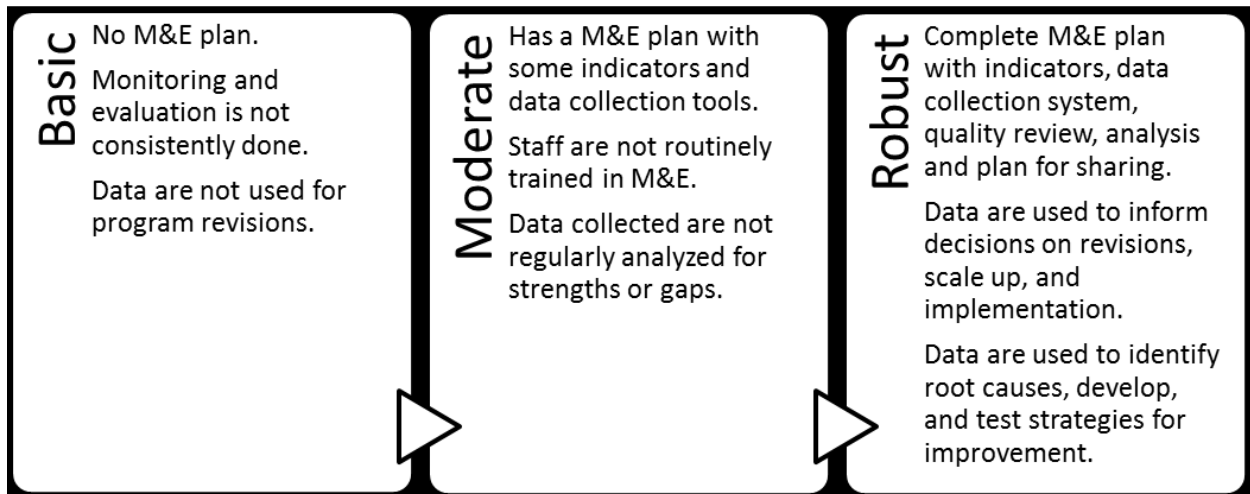 Basic
No M&E plan.
Monitoring and
evaluation is not
consistently done.
Data are not used for
program revisions.
Moderate
Has a M&E plan with
some indicators and
data collection tools.
Staff are not routinely
trained in M&E.
Data collected are not
regularly analyzed for
strengths or gaps.
Robust
Complete M&E plan
with indicators, data
collection system,
quality review, analysis
and plan for sharing.
Data are used to inform
decisions on revisions,
scale up, and
implementation.
Data are used to identify
root causes, develop,
and test strategies for
improvement.